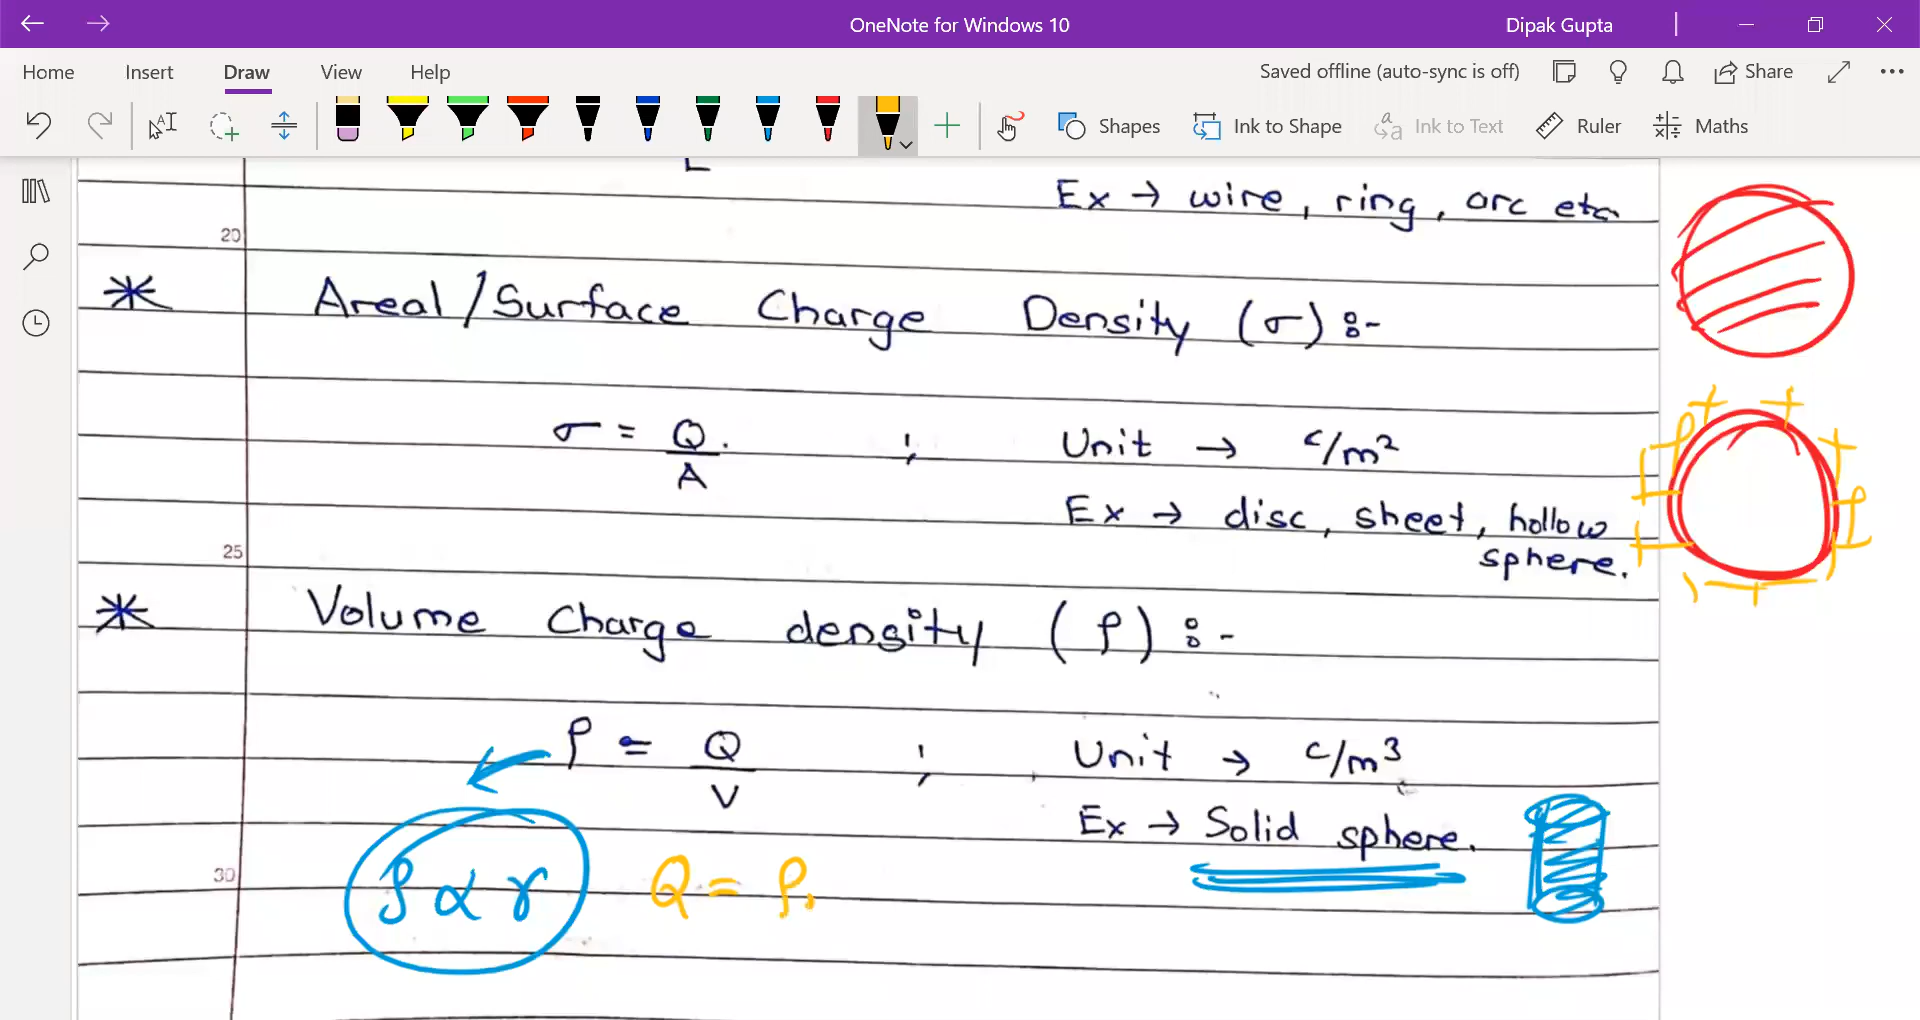 OneNote for Windows 10
Dipak Gupta
Home Insert Draw View Help
Saved offline (auto-sync is off) Share
Shapes Ink to Shape Ink to Text Ruler Maths
L
Ex → wire, ring, arc etc
20
* Areal/Surface Charge Density (σ) :-
σ = Q/A ; Unit → C/m²
Ex → disc, sheet, hollow
sphere.
25
* Volume Charge density (ρ) :-
ρ = Q/V ; Unit → C/m³
Ex → Solid sphere.
30
ρ ∝ r Q = ρ.